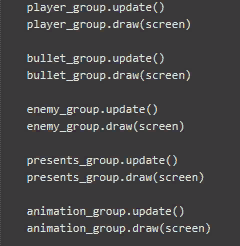 player_group.update()
player_group.draw(screen)
bullet_group.update()
bullet_group.draw(screen)
enemy_group.update()
enemy_group.draw(screen)
presents_group.update()
presents_group.draw(screen)
animation_group.update()
animation_group.draw(screen)